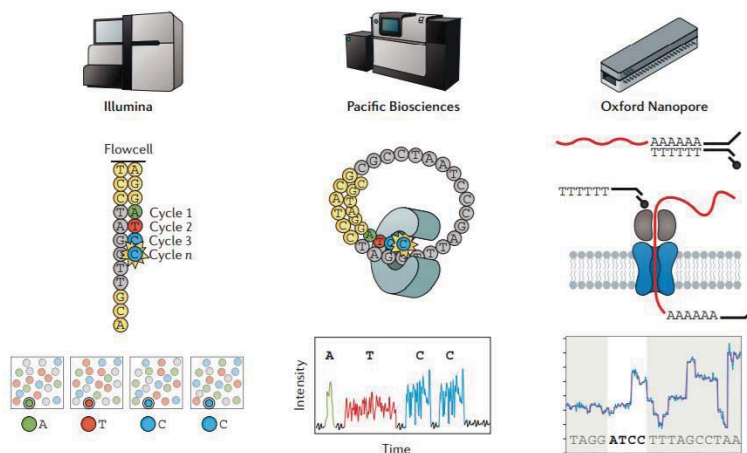 Illumina
Pacific Biosciences
Oxford Nanopore
Flowcell
Cycle 1
Cycle 2
Cycle 3
Cycle n
AAAAAA
TTTTTT
TTTTTT
AAAAAA
A
T
C
C
Intensity
A T C C
Time
TAGG ATCC TTTAGCCTAA